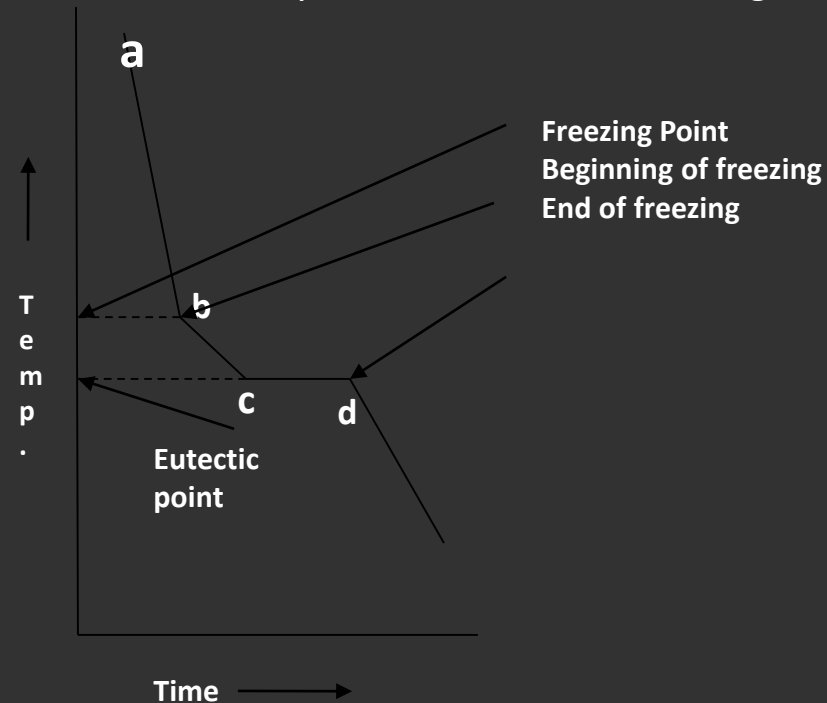 a
Freezing Point
Beginning of freezing
End of freezing
T
e
m
p
.
b
c
d
Eutectic
point
Time